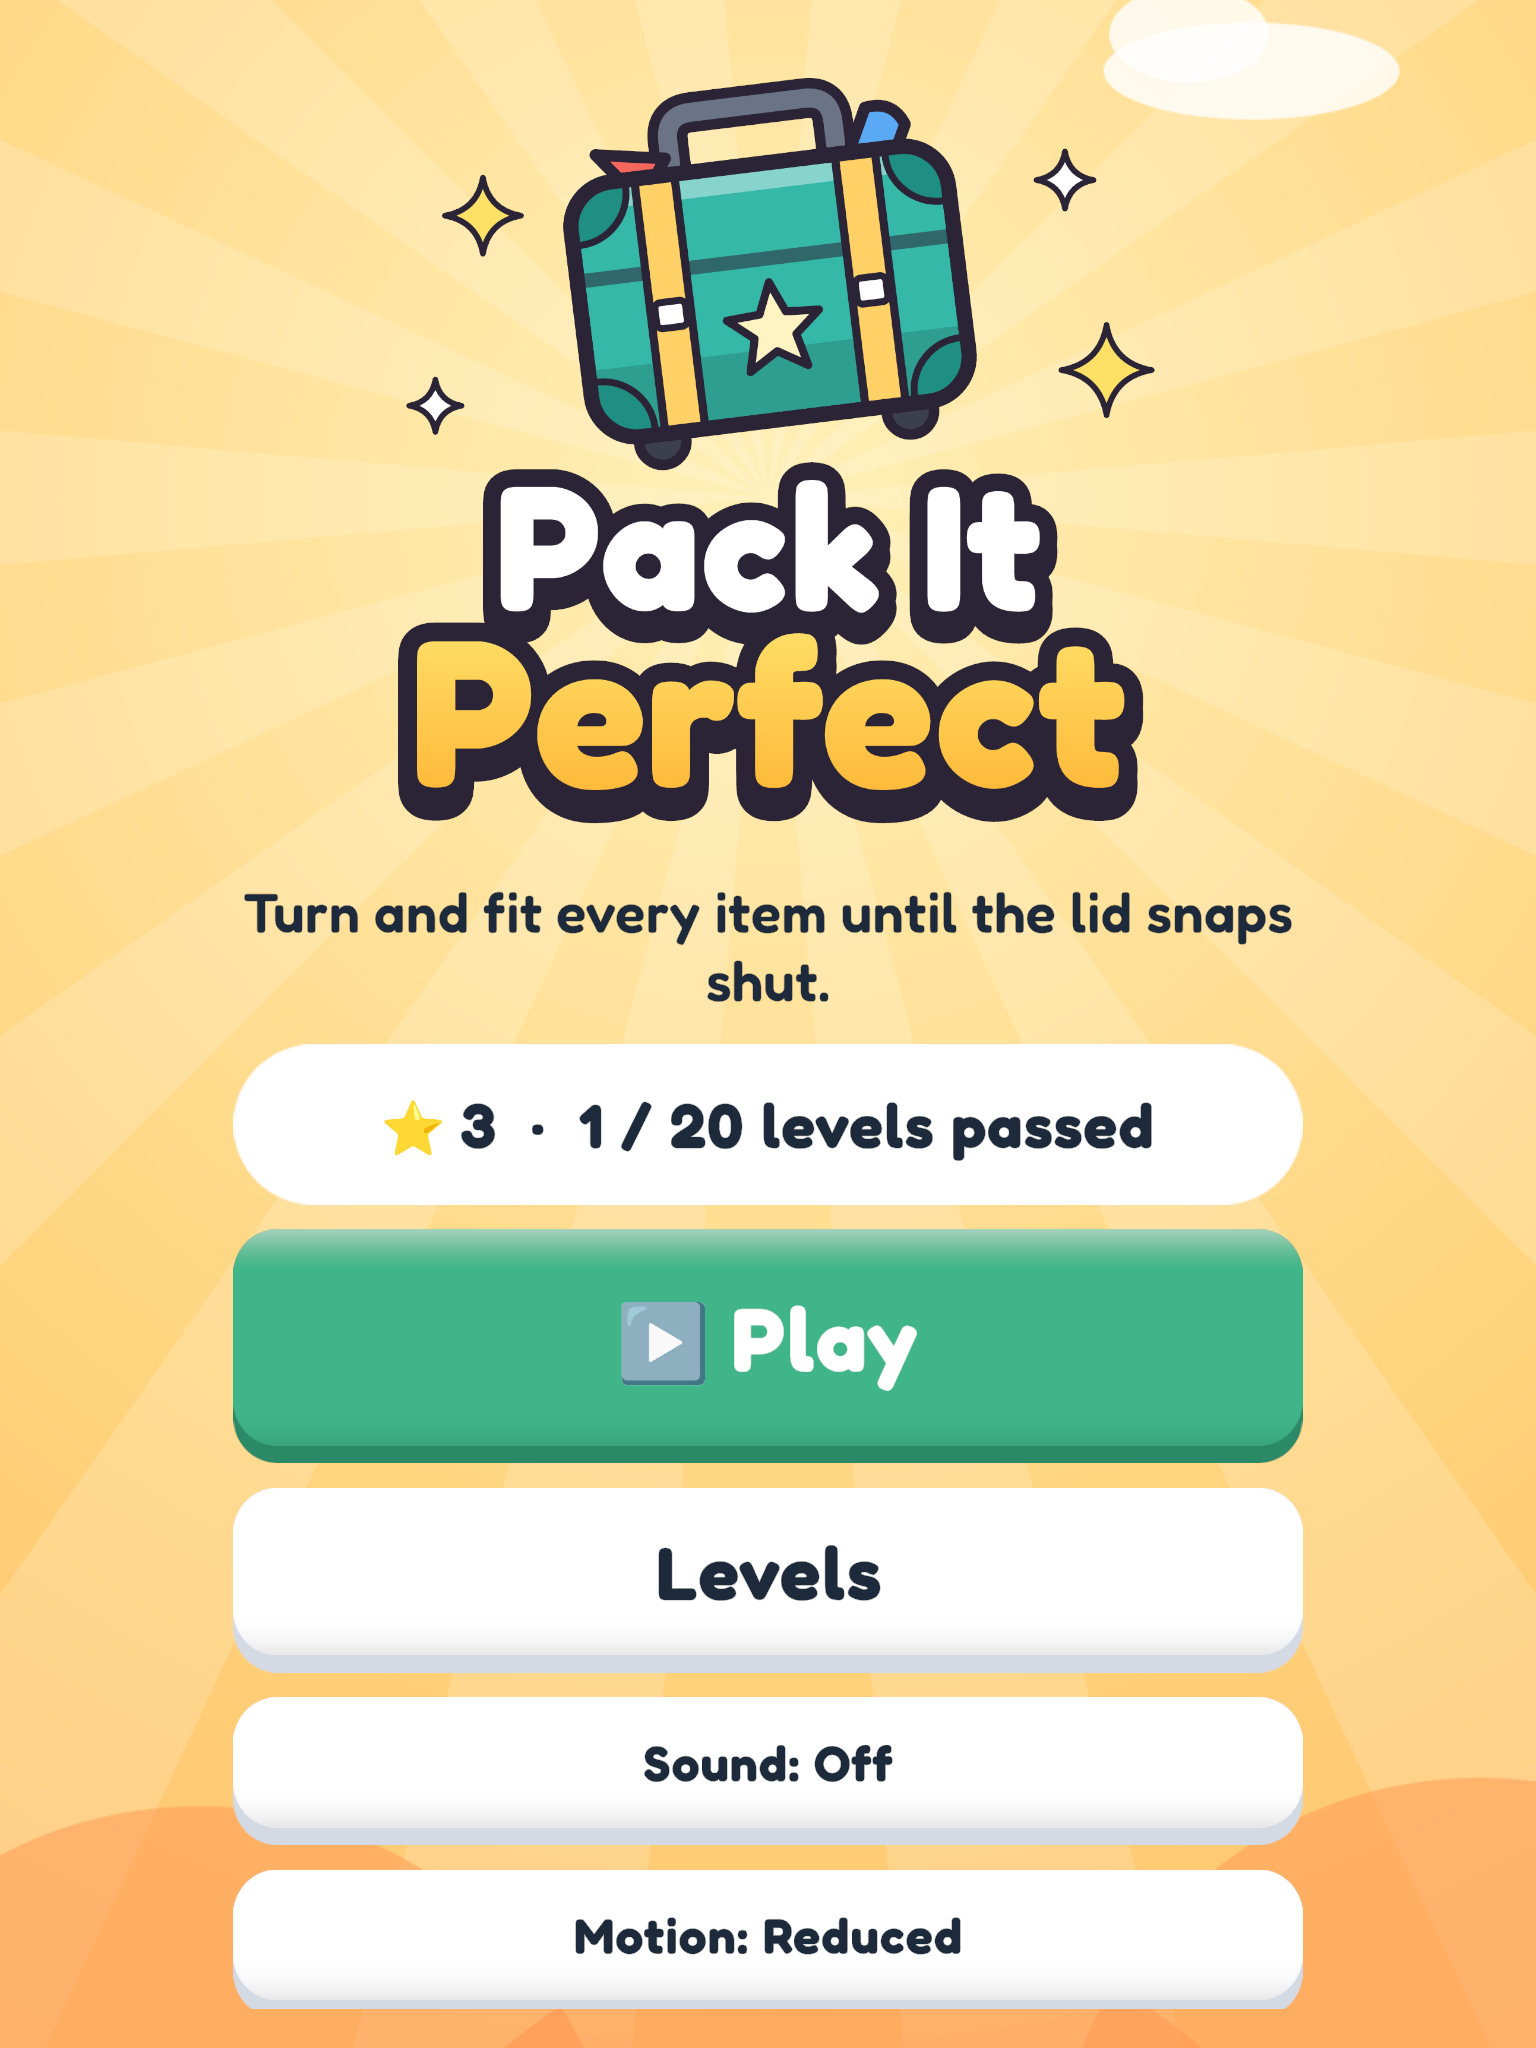 Pack It
Perfect
Turn and fit every item until the lid snaps
shut.
⭐ 3 · 1 / 20 levels passed
▶️ Play
Levels
Sound: Off
Motion: Reduced